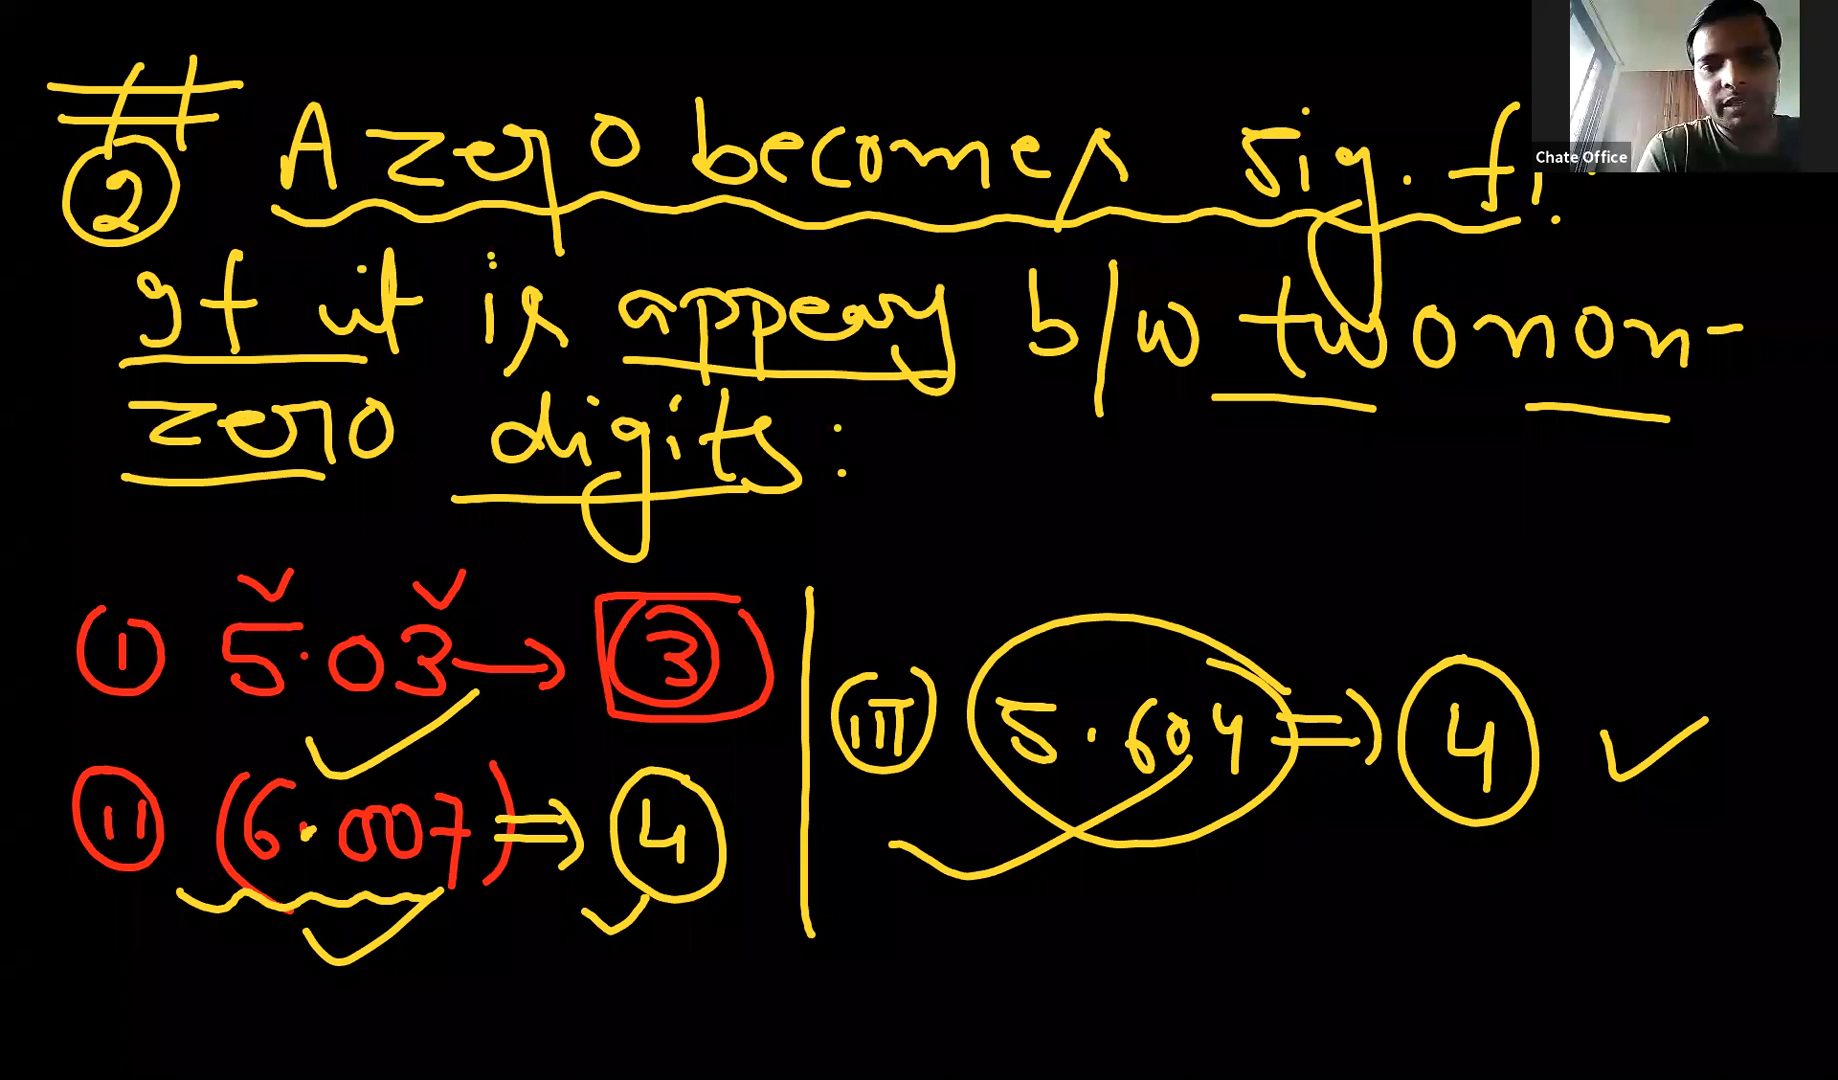 # Chate Office
② A zero becomes sig. fi.
If it is appears b/w two non-
zero digits:
(I) 5.03 → ③
(II) (6.007) ⇒ ④
(III) 5.604 ⇒ ④